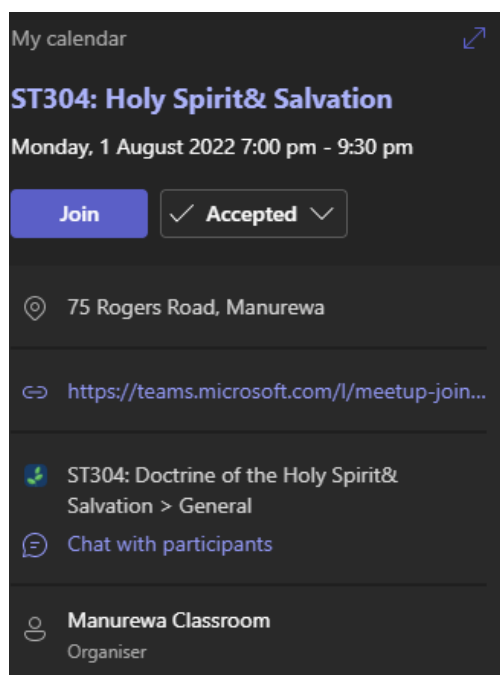 My calendar
ST304: Holy Spirit& Salvation
Monday, 1 August 2022 7:00 pm - 9:30 pm
Join
Accepted
75 Rogers Road, Manurewa
https://teams.microsoft.com/l/meetup-join...
ST304: Doctrine of the Holy Spirit&
Salvation > General
Chat with participants
Manurewa Classroom
Organiser